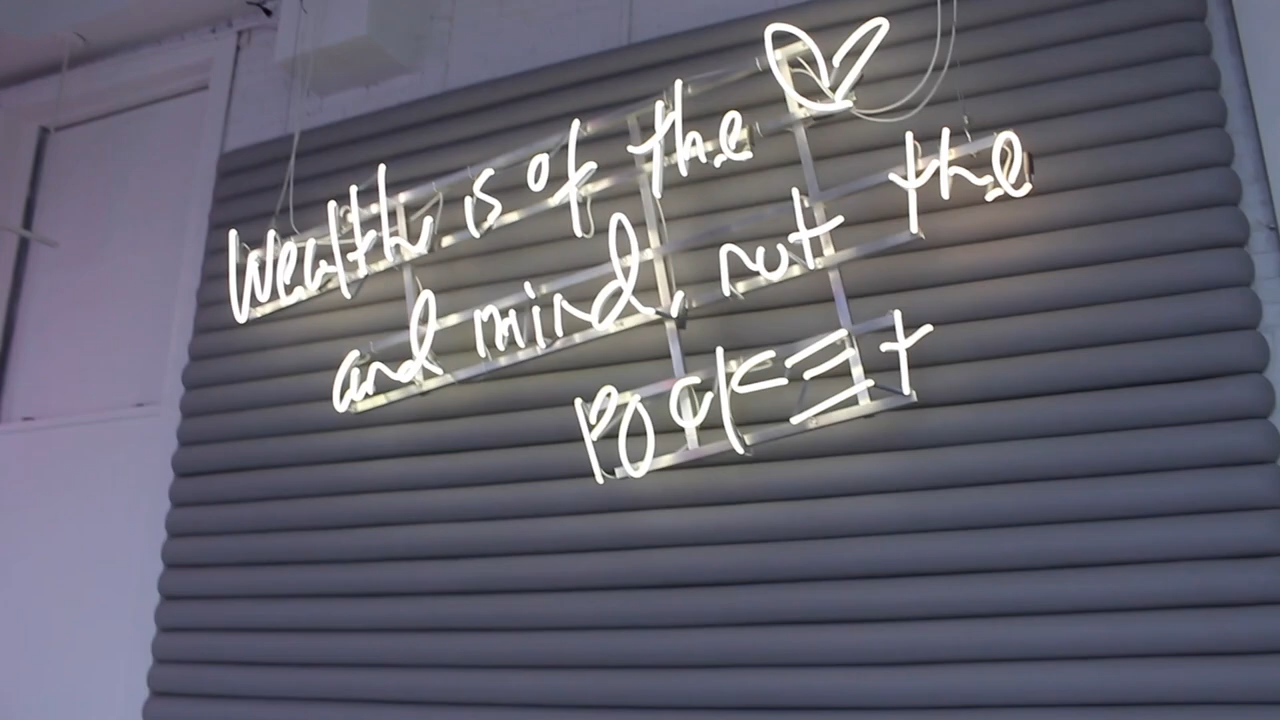 Wealth is of the ♡
and mind, not the
POCKET